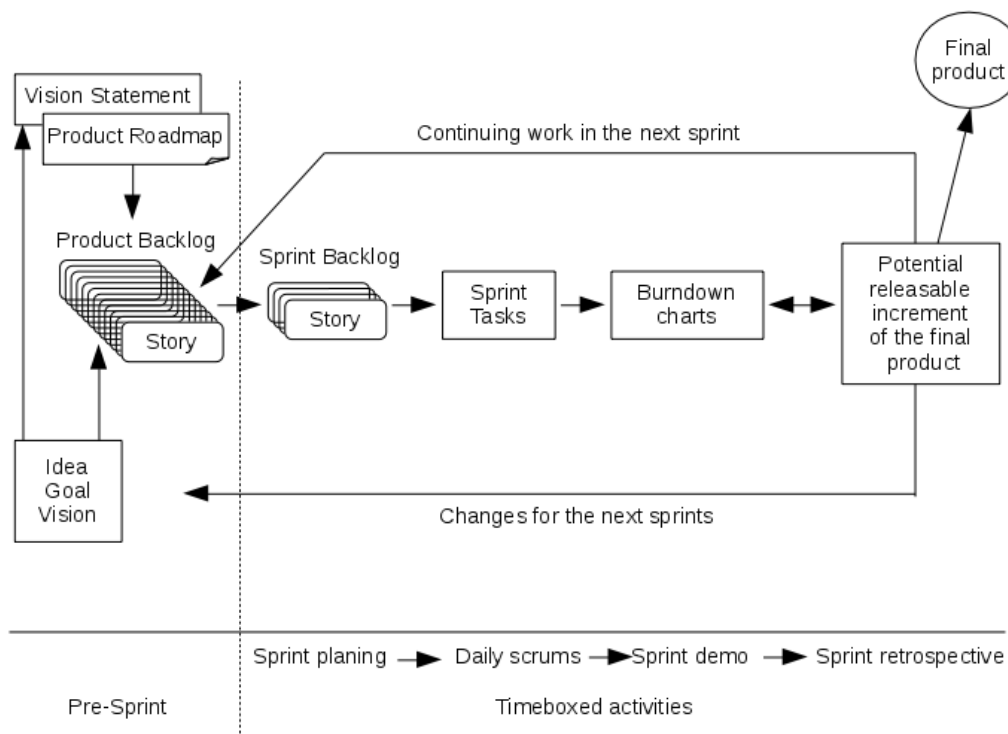 Final
product
Vision Statement
Product Roadmap
Continuing work in the next sprint
Product Backlog
Sprint Backlog
Story
Story
Sprint
Tasks
Burndown
charts
Potential
releasable
increment
of the final
product
Idea
Goal
Vision
Changes for the next sprints
Sprint planing
Daily scrums
Sprint demo
Sprint retrospective
Pre-Sprint
Timeboxed activities